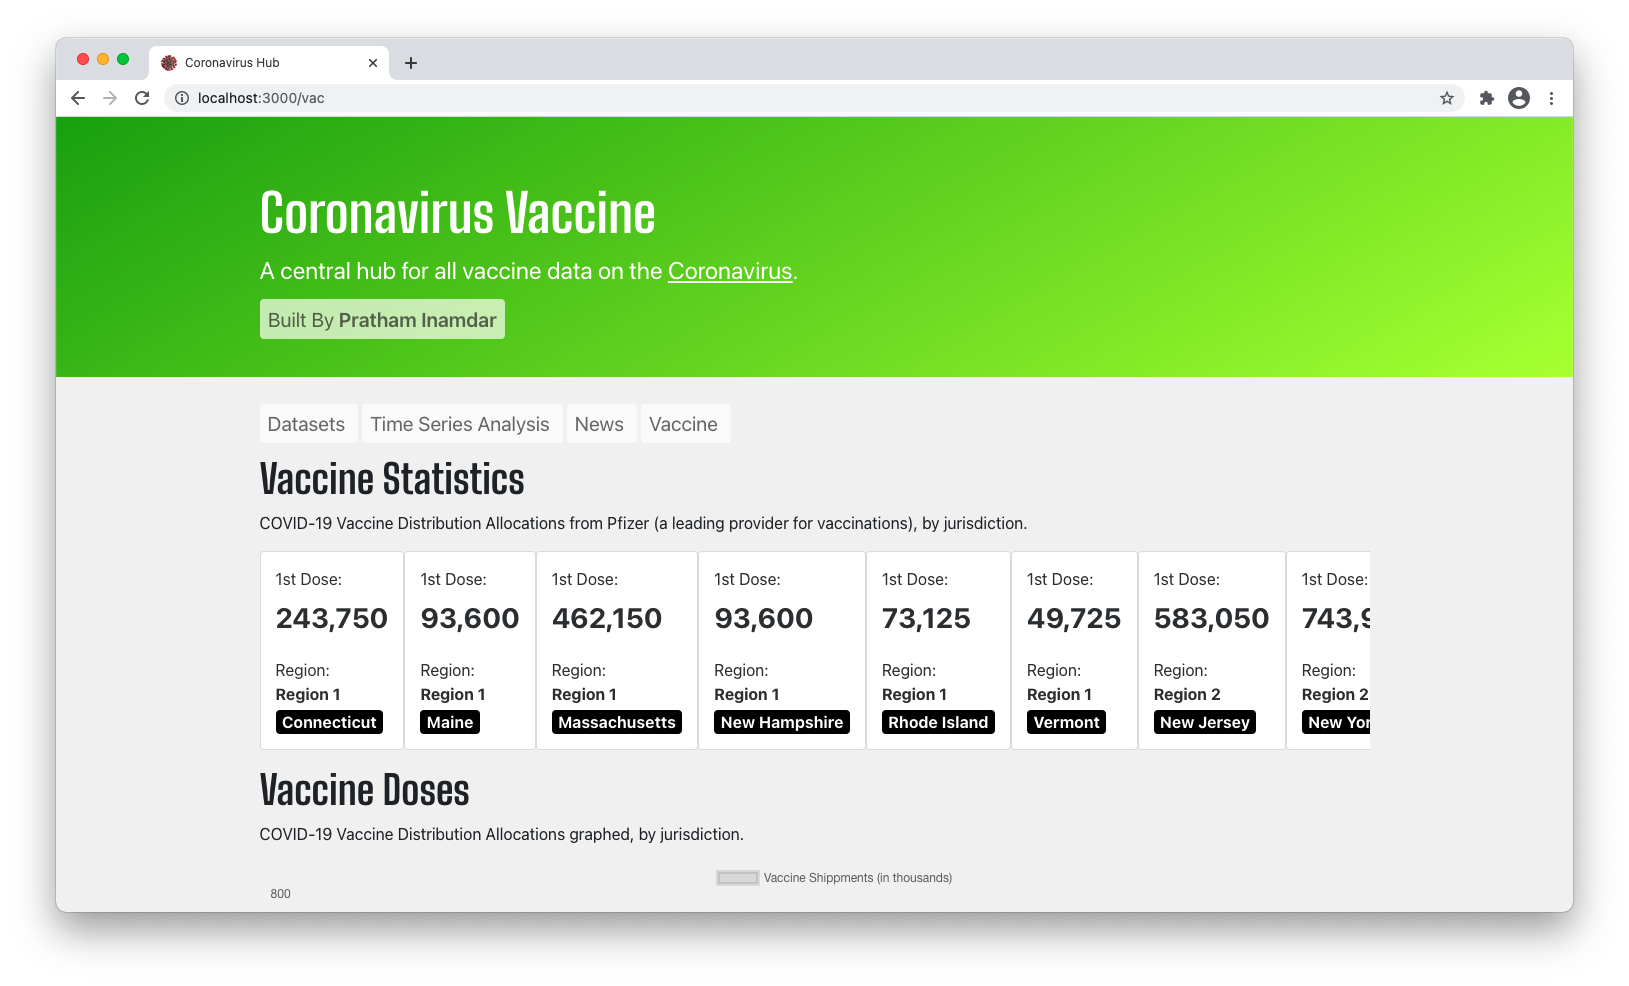 Coronavirus Hub
localhost:3000/vac
Coronavirus Vaccine
A central hub for all vaccine data on the Coronavirus.
Built By Pratham Inamdar
Datasets Time Series Analysis News Vaccine
Vaccine Statistics
COVID-19 Vaccine Distribution Allocations from Pfizer (a leading provider for vaccinations), by jurisdiction.
1st Dose: 1st Dose: 1st Dose: 1st Dose: 1st Dose: 1st Dose: 1st Dose: 1st Dose:
243,750 93,600 462,150 93,600 73,125 49,725 583,050 743,9
Region: Region: Region: Region: Region: Region: Region: Region:
Region 1 Region 1 Region 1 Region 1 Region 1 Region 1 Region 2 Region 2
Connecticut Maine Massachusetts New Hampshire Rhode Island Vermont New Jersey New Yor
Vaccine Doses
COVID-19 Vaccine Distribution Allocations graphed, by jurisdiction.
Vaccine Shippments (in thousands)
800